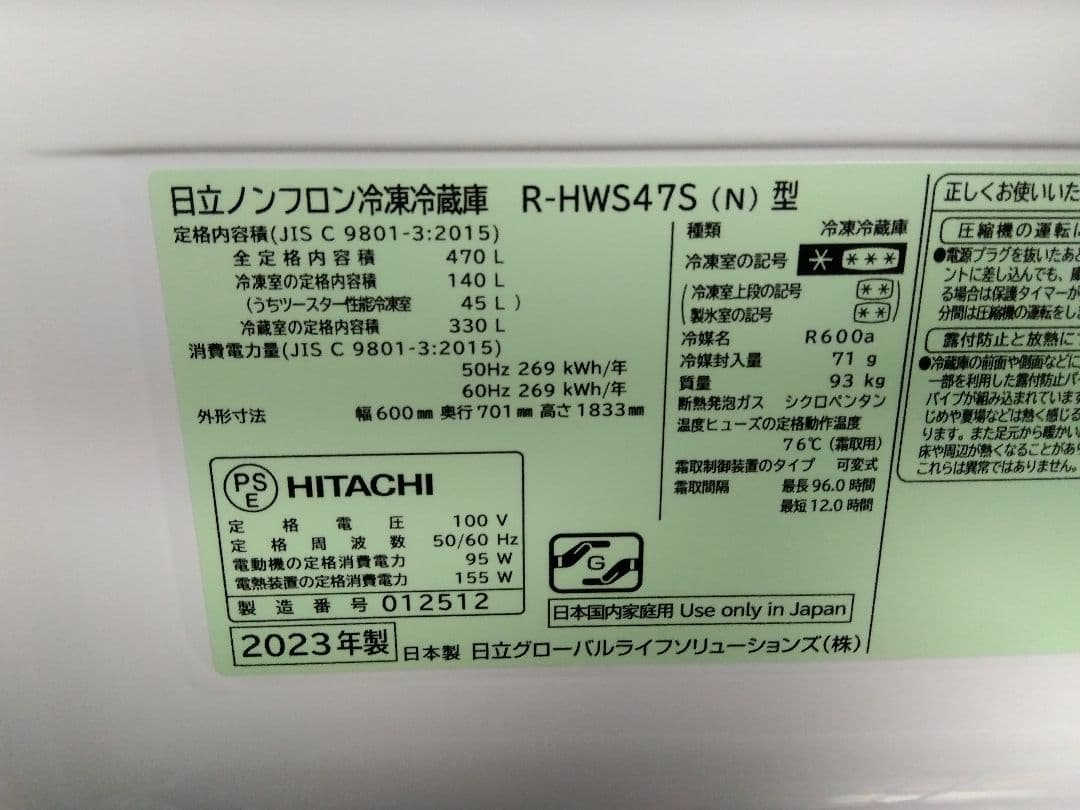 日立ノンフロン冷凍冷蔵庫 R-HWS47S (N) 型
定格内容積(JIS C 9801-3:2015)
全定格内容積 470 L
冷凍室の定格内容積 140 L
(うちツースター性能冷凍室 45 L )
冷蔵室の定格内容積 330 L
消費電力量(JIS C 9801-3:2015)
50Hz 269 kWh/年
60Hz 269 kWh/年
外形寸法 幅600㎜ 奥行701㎜ 高さ1833㎜
PS
E
HITACHI
定格電圧 100 V
定格周波数 50/60 Hz
電動機の定格消費電力 95 W
電熱装置の定格消費電力 155 W
製造番号 012512
2023年製
日本製 日立グローバルライフソリューションズ(株)
種類 冷凍冷蔵庫
冷凍室の記号 * ***
(冷凍室上段の記号 **
製氷室の記号 **)
冷媒名 R600a
冷媒封入量 71 g
質量 93 kg
断熱発泡ガス シクロペンタン
温度ヒューズの定格動作温度
76℃(霜取用)
霜取制御装置のタイプ 可変式
霜取間隔 最長96.0時間
最短12.0時間
G
日本国内家庭用 Use only in Japan
正しくお使いいた
圧縮機の運転に
●電源プラグを抜いたあと
ントに差し込んでも、
る場合は保護タイマーが
分間は圧縮機の運転をし
露付防止と放熱に
●冷蔵庫の前面や側面などに
一部を利用した露付防止パ
パイプが組み込まれています
じめや夏場などは熱く感じる
ります。また足元から暖かい
床や周辺が熱くなることがあ
これらは異常ではありません。